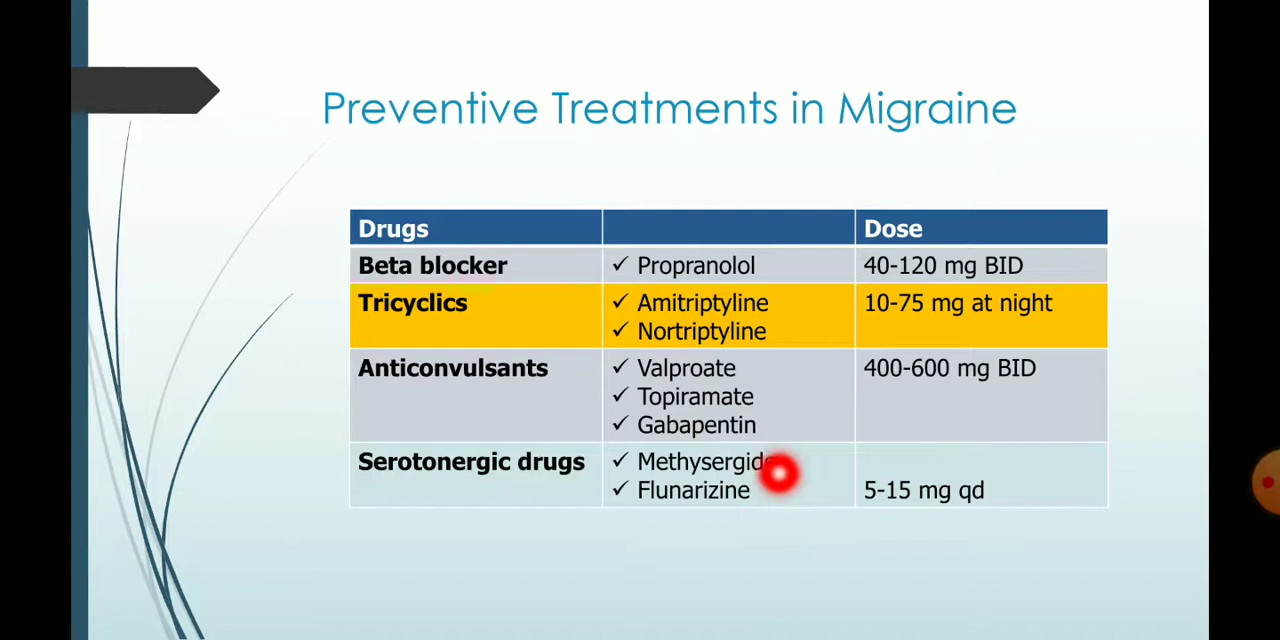 Preventive Treatments in Migraine
Drugs Dose
Beta blocker ✓ Propranolol 40-120 mg BID
Tricyclics ✓ Amitriptyline 10-75 mg at night
✓ Nortriptyline
Anticonvulsants ✓ Valproate 400-600 mg BID
✓ Topiramate
✓ Gabapentin
Serotonergic drugs ✓ Methysergide
✓ Flunarizine 5-15 mg qd